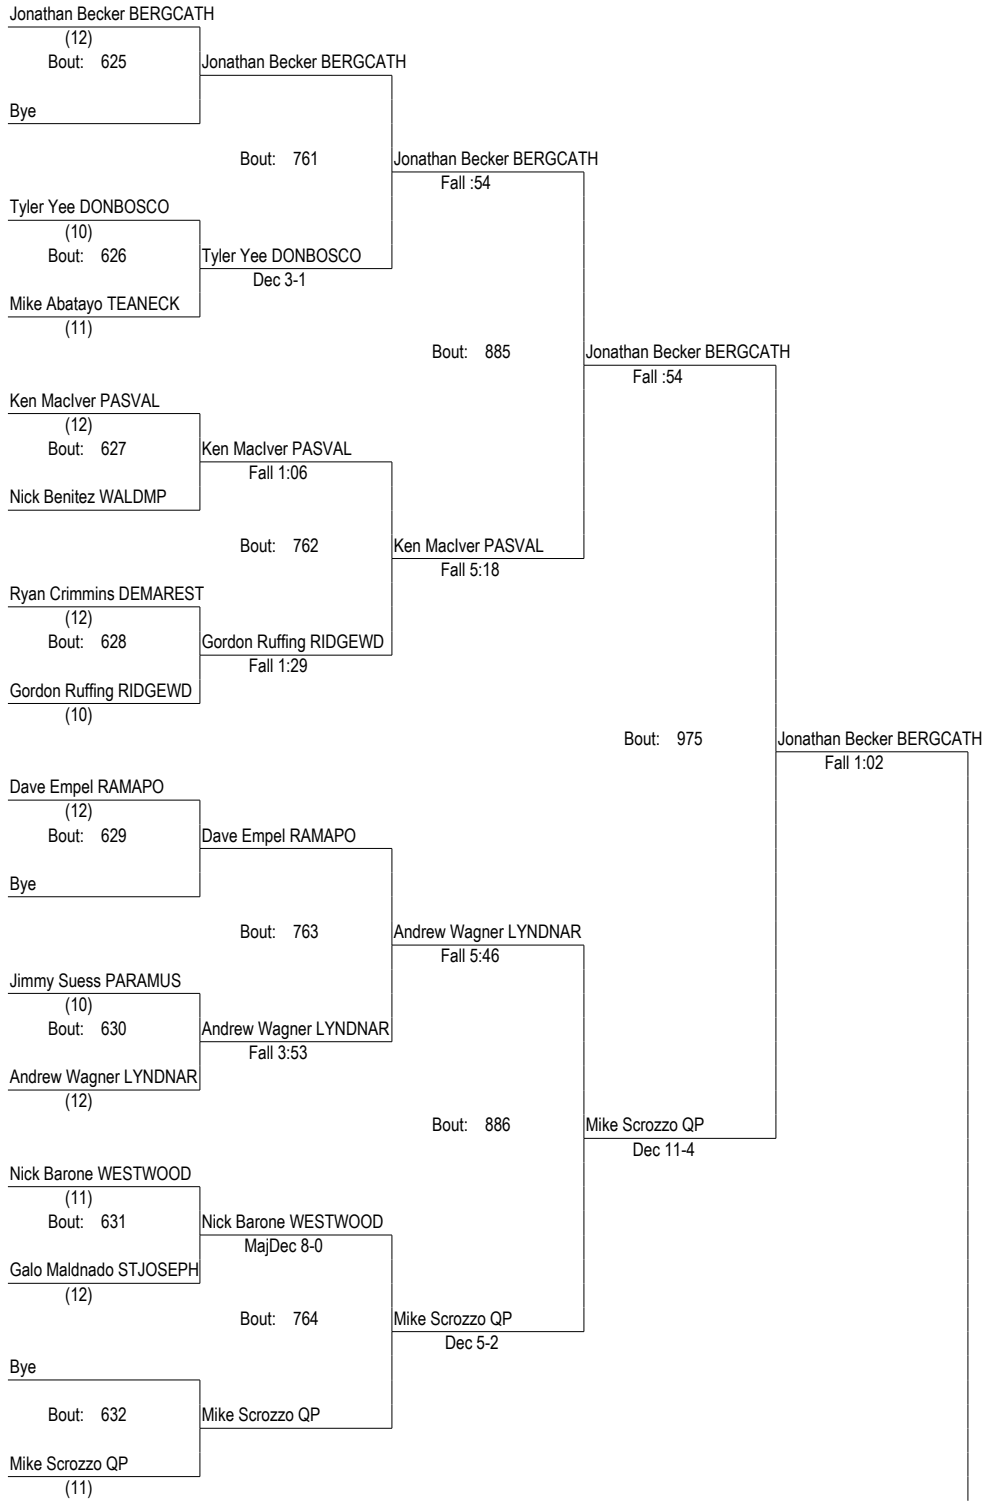 Jonathan Becker BERGCATH
(12)
Bout: 625
Jonathan Becker BERGCATH
Bye
Bout: 761
Jonathan Becker BERGCATH
Fall :54
Tyler Yee DONBOSCO
(10)
Bout: 626
Tyler Yee DONBOSCO
Dec 3-1
Mike Abatayo TEANECK
(11)
Bout: 885
Jonathan Becker BERGCATH
Fall :54
Ken MacIver PASVAL
(12)
Bout: 627
Ken MacIver PASVAL
Fall 1:06
Nick Benitez WALDMP
Bout: 762
Ken MacIver PASVAL
Fall 5:18
Ryan Crimmins DEMAREST
(12)
Bout: 628
Gordon Ruffing RIDGEWD
Fall 1:29
Gordon Ruffing RIDGEWD
(10)
Bout: 975
Jonathan Becker BERGCATH
Fall 1:02
Dave Empel RAMAPO
(12)
Bout: 629
Dave Empel RAMAPO
Bye
Bout: 763
Andrew Wagner LYNDNAR
Fall 5:46
Jimmy Suess PARAMUS
(10)
Bout: 630
Andrew Wagner LYNDNAR
Fall 3:53
Andrew Wagner LYNDNAR
(12)
Bout: 886
Mike Scrozzo QP
Dec 11-4
Nick Barone WESTWOOD
(11)
Bout: 631
Nick Barone WESTWOOD
MajDec 8-0
Galo Maldnado STJOSEPH
(12)
Bout: 764
Mike Scrozzo QP
Dec 5-2
Bye
Bout: 632
Mike Scrozzo QP
Mike Scrozzo QP
(11)